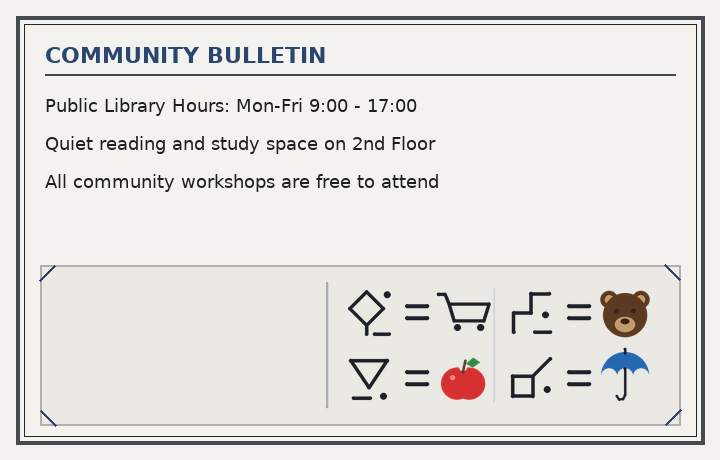 COMMUNITY BULLETIN
Public Library Hours: Mon-Fri 9:00 - 17:00
Quiet reading and study space on 2nd Floor
All community workshops are free to attend